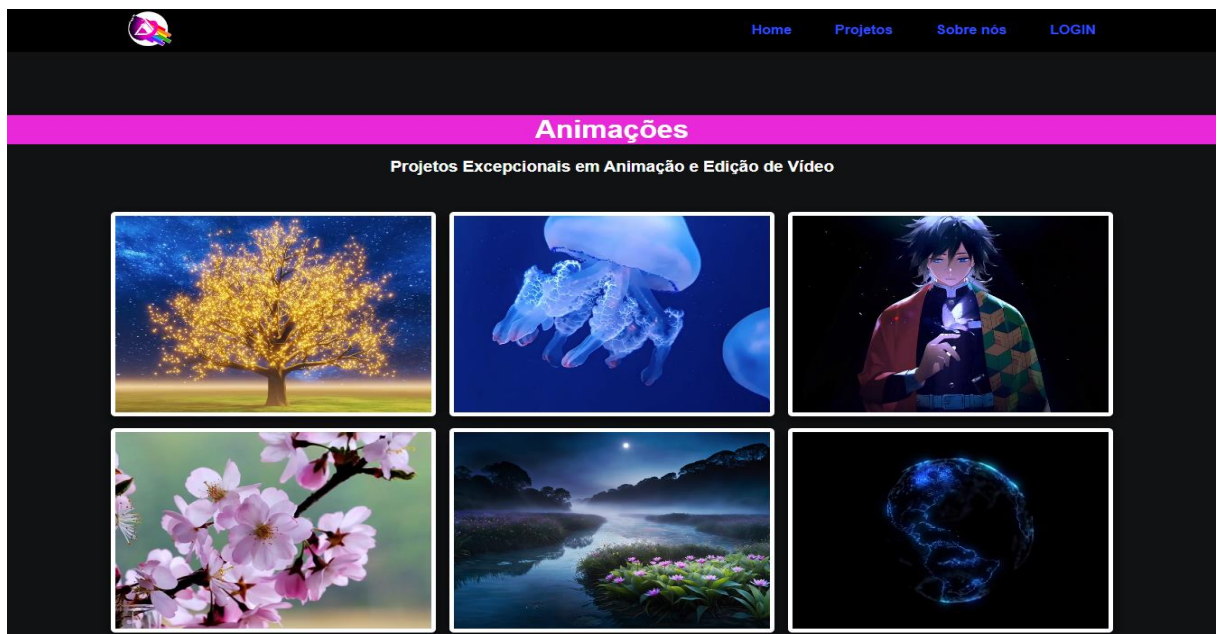 Home Projetos Sobre nós LOGIN
Animações
Projetos Excepcionais em Animação e Edição de Vídeo